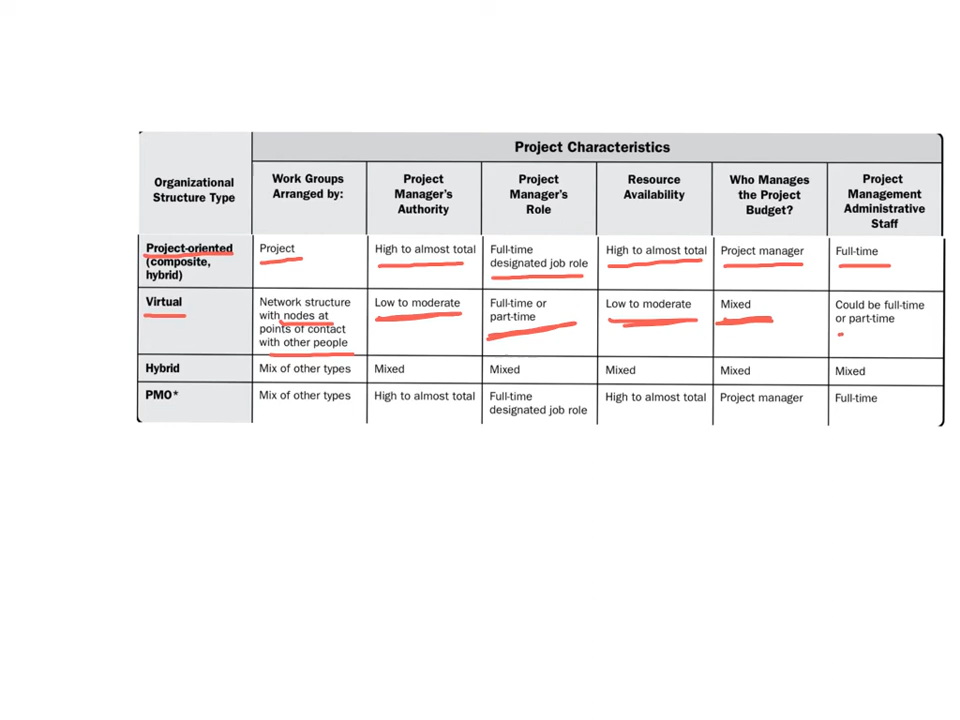 Project Characteristics
Organizational
Structure Type
Work Groups
Arranged by:
Project
Manager's
Authority
Project
Manager's
Role
Resource
Availability
Who Manages
the Project
Budget?
Project
Management
Administrative
Staff
Project-oriented
(composite,
hybrid)
Project
High to almost total
Full-time
designated job role
High to almost total
Project manager
Full-time
Virtual
Network structure
with nodes at
points of contact
with other people
Low to moderate
Full-time or
part-time
Low to moderate
Mixed
Could be full-time
or part-time
Hybrid
Mix of other types
Mixed
Mixed
Mixed
Mixed
Mixed
PMO*
Mix of other types
High to almost total
Full-time
designated job role
High to almost total
Project manager
Full-time